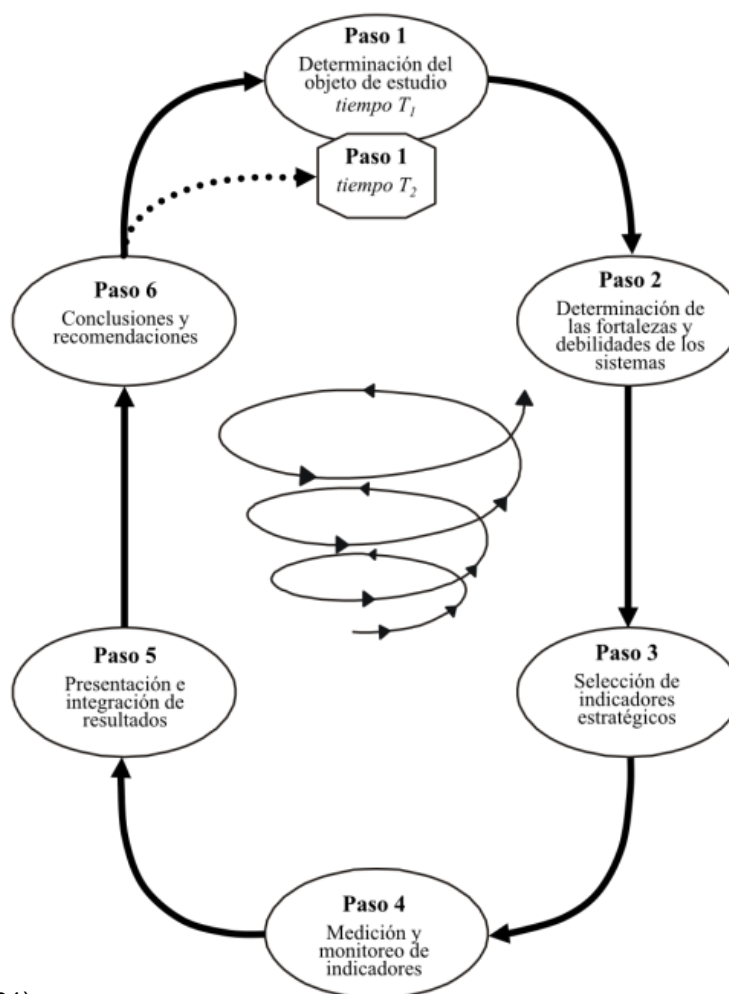 Paso 1
Determinación del
objeto de estudio
tiempo T1
Paso 1
tiempo T2
Paso 2
Determinación de
las fortalezas y
debilidades de los
sistemas
Paso 3
Selección de
indicadores
estratégicos
Paso 4
Medición y
monitoreo de
indicadores
Paso 5
Presentación e
integración de
resultados
Paso 6
Conclusiones y
recomendaciones